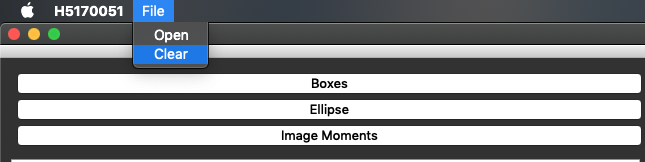 H5170051 File
Open
Clear
Boxes
Ellipse
Image Moments